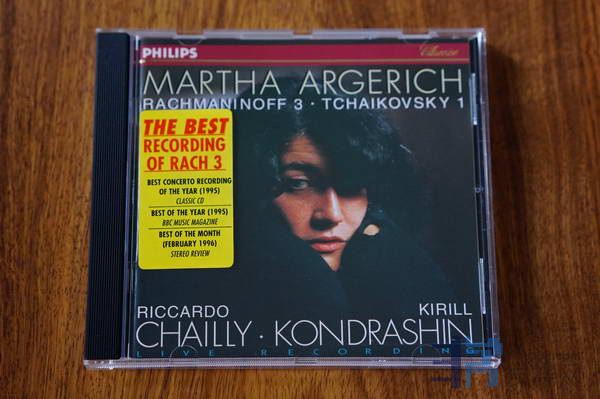 PHILIPS
Classics
MARTHA ARGERICH
RACHMANINOFF 3 · TCHAIKOVSKY 1
THE BEST
RECORDING
OF RACH 3
BEST CONCERTO RECORDING
OF THE YEAR (1995)
CLASSIC CD
BEST OF THE YEAR (1995)
BBC MUSIC MAGAZINE
BEST OF THE MONTH
(FEBRUARY 1996)
STEREO REVIEW
RICCARDO KIRILL
CHAILLY · KONDRASHIN
LIVE RECORDING